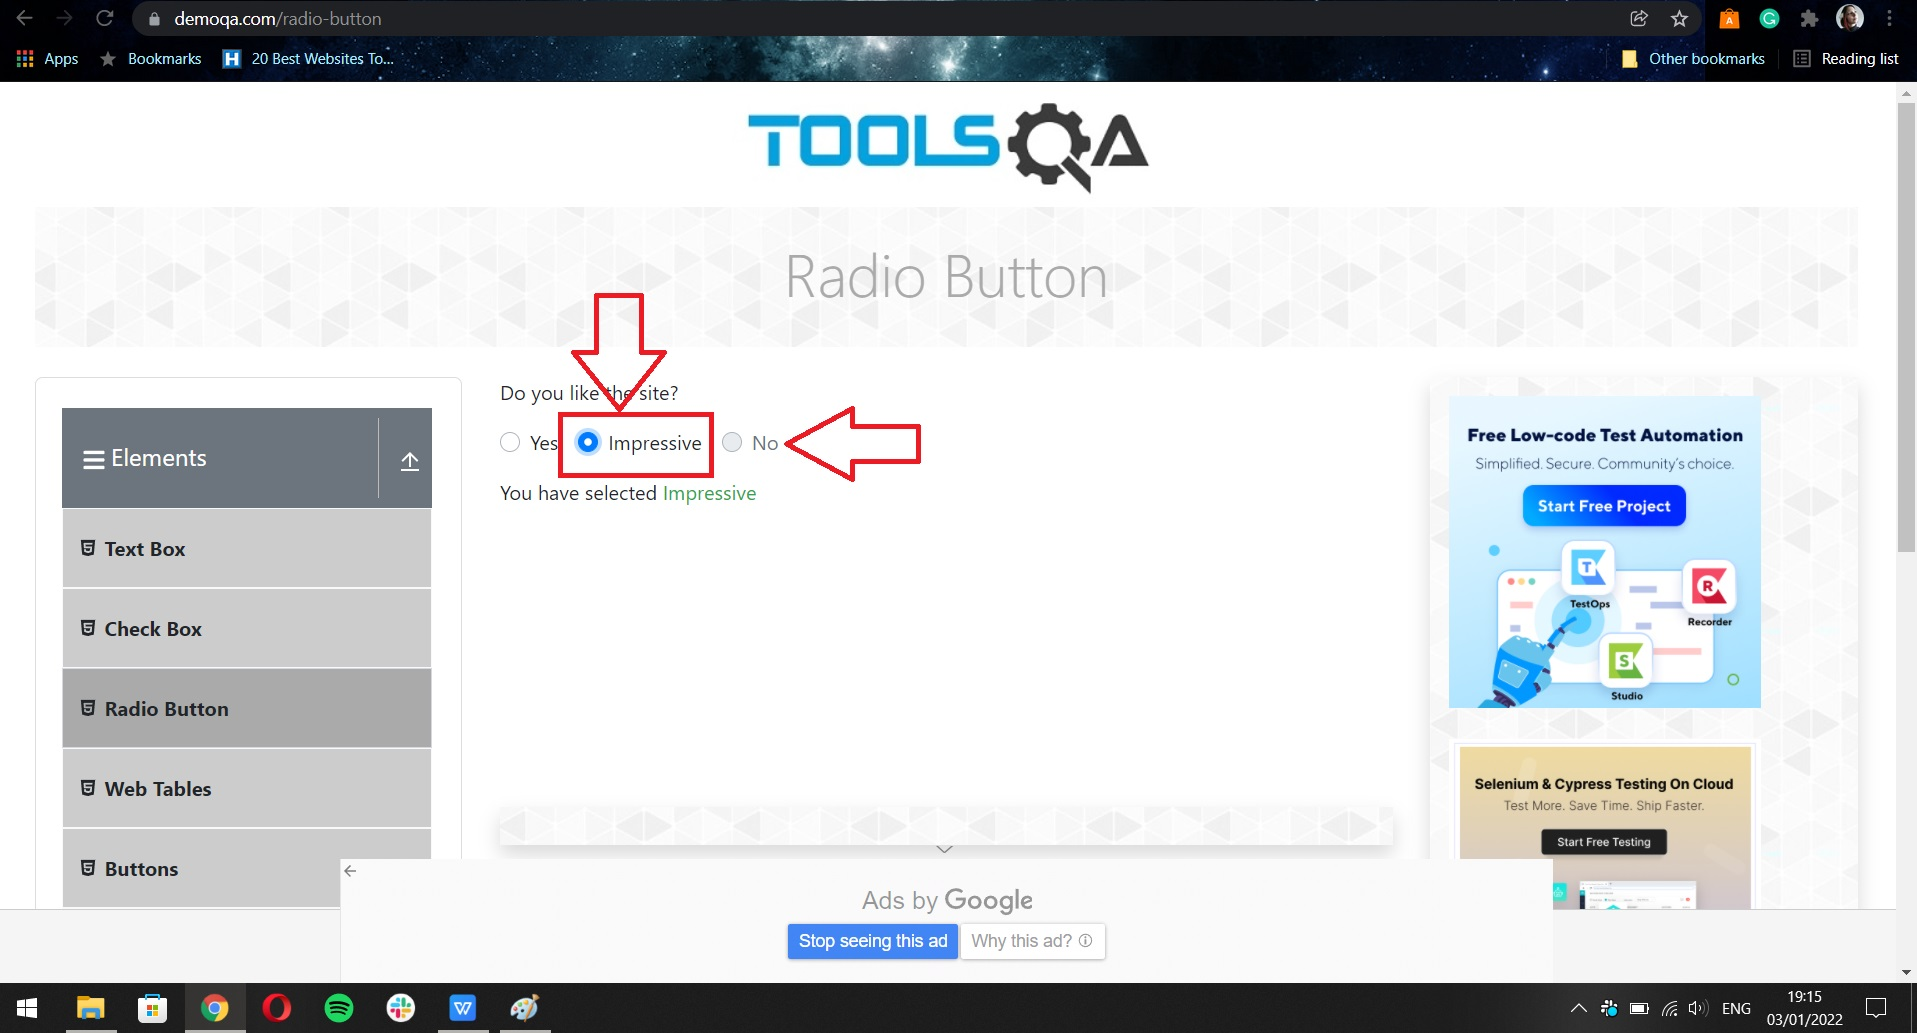 demoqa.com/radio-button
Apps Bookmarks H 20 Best Websites To... Other bookmarks Reading list
TOOLSQA
Radio Button
Do you like the site?
Yes Impressive No
You have selected Impressive
Elements
Text Box
Check Box
Radio Button
Web Tables
Buttons
Free Low-code Test Automation
Simplified. Secure. Community's choice.
Start Free Project
TestOps
Recorder
Studio
Selenium & Cypress Testing On Cloud
Test More. Save Time. Ship Faster.
Start Free Testing
Ads by Google
Stop seeing this ad Why this ad?
ENG
19:15
03/01/2022